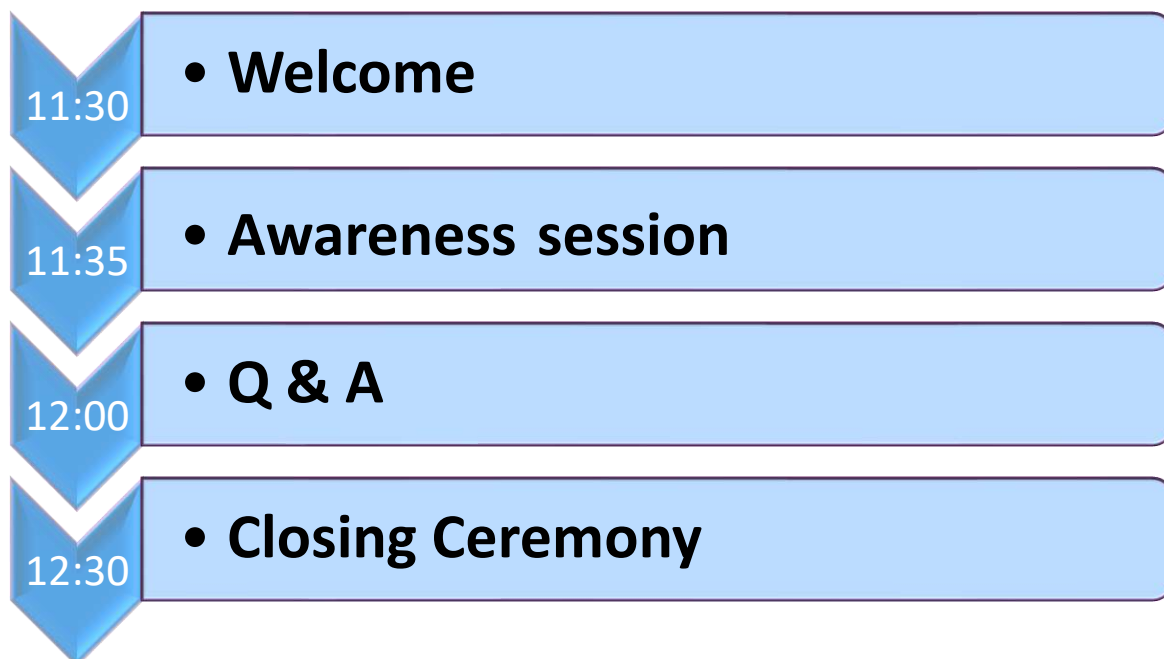 11:30
• Welcome
11:35
• Awareness session
12:00
• Q & A
12:30
• Closing Ceremony